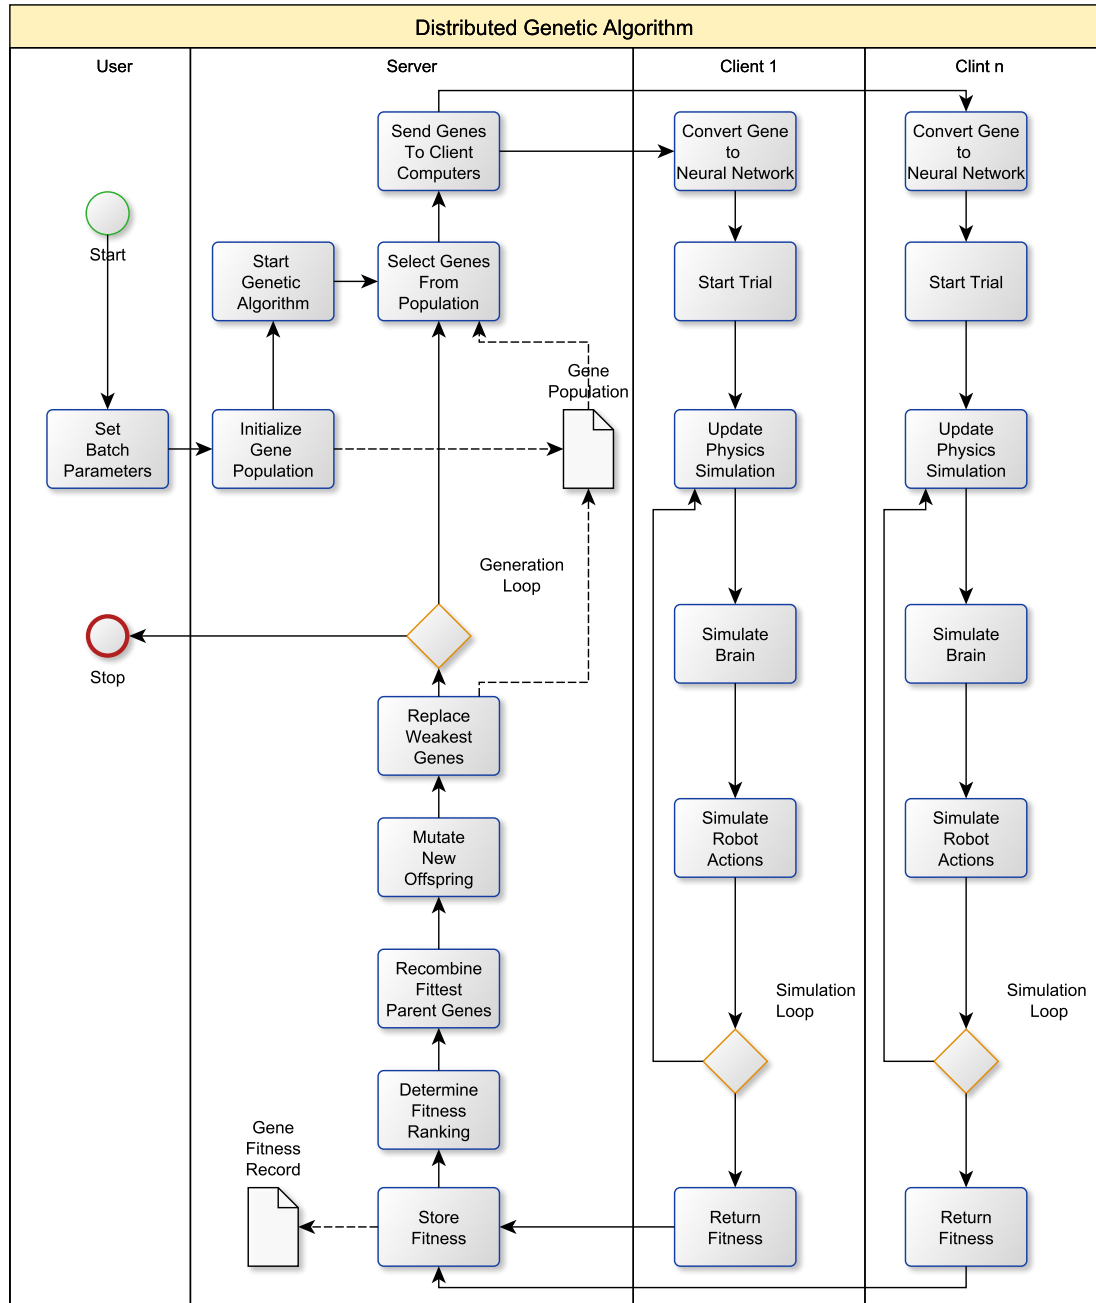 Distributed Genetic Algorithm
User
Server
Client 1
Clint n
Start
Set
Batch
Parameters
Stop
Send Genes
To Client
Computers
Start
Genetic
Algorithm
Select Genes
From
Population
Initialize
Gene
Population
Gene
Population
Generation
Loop
Replace
Weakest
Genes
Mutate
New
Offspring
Recombine
Fittest
Parent Genes
Determine
Fitness
Ranking
Gene
Fitness
Record
Store
Fitness
Convert Gene
to
Neural Network
Start Trial
Update
Physics
Simulation
Simulate
Brain
Simulate
Robot
Actions
Simulation
Loop
Return
Fitness
Convert Gene
to
Neural Network
Start Trial
Update
Physics
Simulation
Simulate
Brain
Simulate
Robot
Actions
Simulation
Loop
Return
Fitness